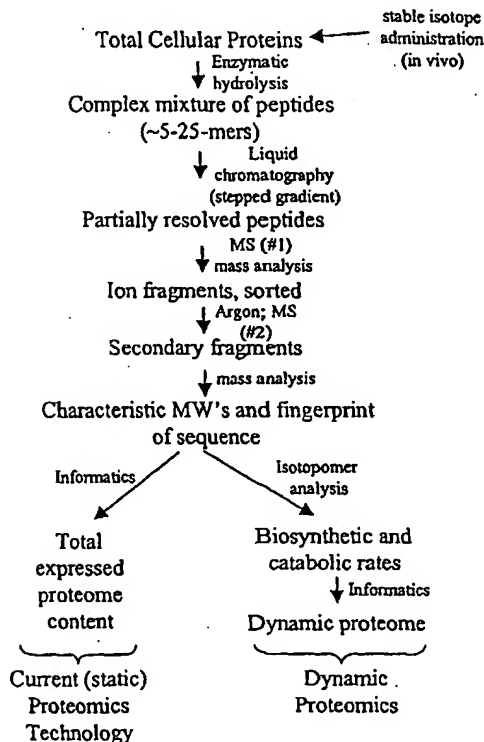 stable isotope
administration
(in vivo)
Total Cellular Proteins
Enzymatic
hydrolysis
Complex mixture of peptides
(~5-25-mers)
Liquid
chromatography
(stepped gradient)
Partially resolved peptides
MS (#1)
mass analysis
Ion fragments, sorted
Argon; MS
(#2)
Secondary fragments
mass analysis
Characteristic MW's and fingerprint
of sequence
Informatics
Isotopomer
analysis
Total
expressed
proteome
content
Biosynthetic and
catabolic rates
Informatics
Dynamic proteome
Current (static)
Proteomics
Technology
Dynamic
Proteomics